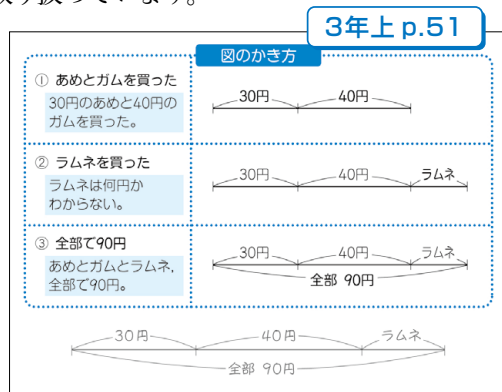 り扱っています。
3年上 p.51
図のかき方
① あめとガムを買った
30円のあめと40円の
ガムを買った。
30円 40円
② ラムネを買った
ラムネは何円か
わからない。
30円 40円 ラムネ
③ 全部で90円
あめとガムとラムネ,
全部で90円。
30円 40円 ラムネ
全部 90円
30円 40円 ラムネ
全部 90円